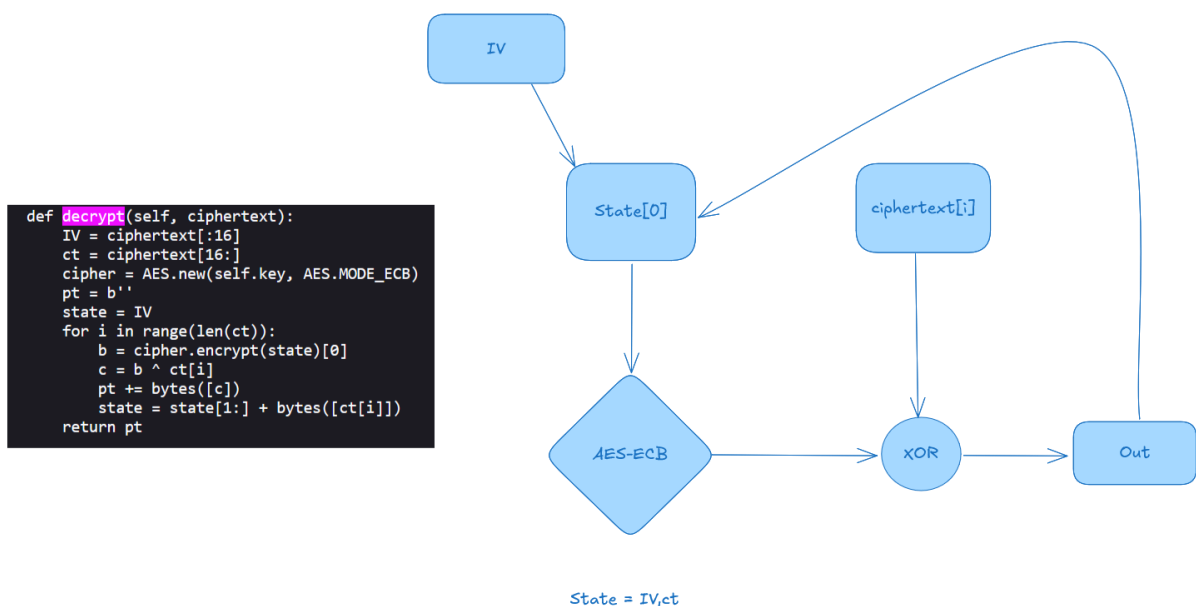 IV
State[0]
ciphertext[i]
def decrypt(self, ciphertext):
    IV = ciphertext[:16]
    ct = ciphertext[16:]
    cipher = AES.new(self.key, AES.MODE_ECB)
    pt = b''
    state = IV
    for i in range(len(ct)):
        b = cipher.encrypt(state)[0]
        c = b ^ ct[i]
        pt += bytes([c])
        state = state[1:] + bytes([ct[i]])
    return pt
AES-ECB
XOR
Out
State = IV,ct